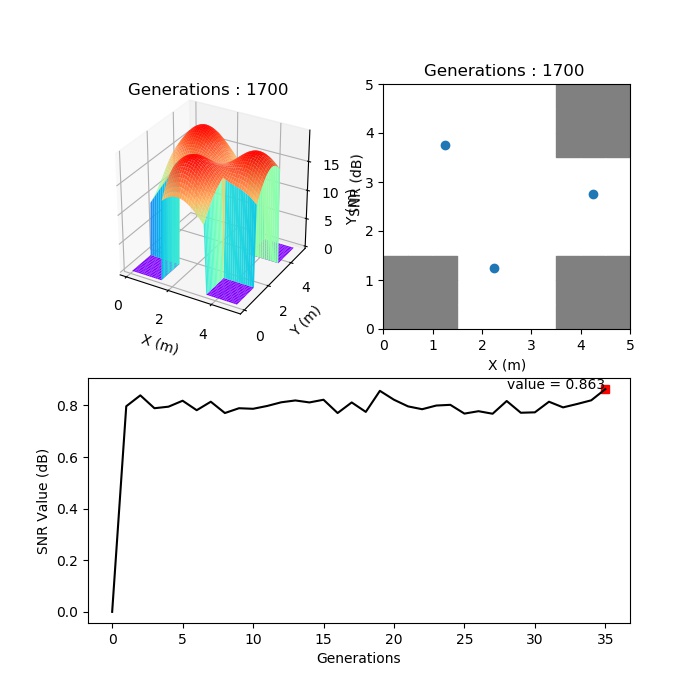 Generations : 1700
15
10
5
0
SNR (dB)
0
2
4
X (m)
0
2
4
Y (m)
Generations : 1700
5
4
3
2
1
0
Y (m)
0 1 2 3 4 5
X (m)
value = 0.863
0.8
0.6
0.4
0.2
0.0
SNR Value (dB)
0 5 10 15 20 25 30 35
Generations